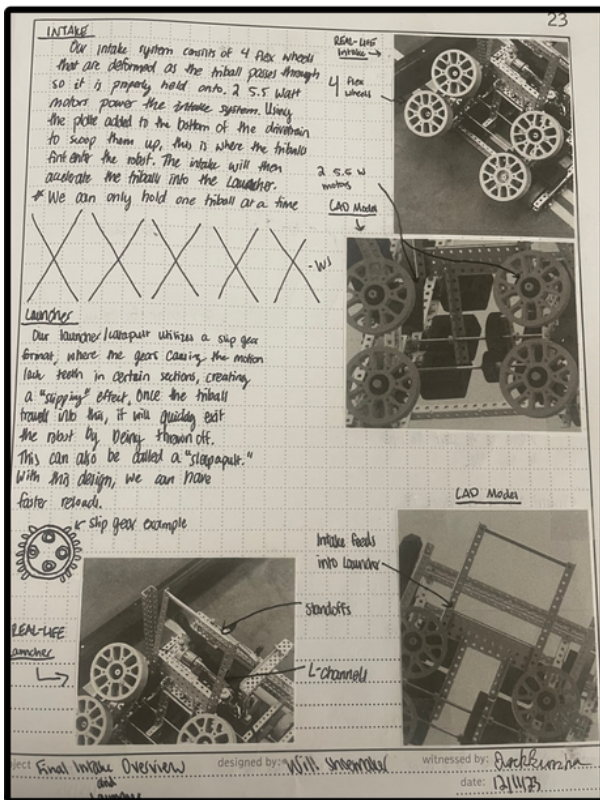 23
INTAKE
Our intake system consists of 4 flex wheels
that are deformed as the triball passes through
so it is properly held onto. 2 5.5 Watt
motors power the intake system. Using
the plate added to the bottom of the drivetrain
to scoop them up, this is where the triballs
first enter the robot. The intake will then
accelerate the triballs into the Launcher.
* We can only hold one triball at a time
REAL-LIFE
Intake
4 flex
wheels
2 5.5 W
motors
CAD Model
- WS
Launcher
Our launcher/catapult utilizes a slip gear
format, where the gears causing the motion
lack teeth in certain sections, creating
a "slipping" effect. Once the triball
travels into this, it will quickly exit
the robot by being thrown off.
This can also be called a "slipapult."
With this design, we can have
faster reloads.
slip gear example
CAD Model
Intake feeds
into Launcher
Standoffs
L-channels
REAL-LIFE
Launcher
ject Final Intake Overview
and
Launcher
designed by: Will Shoemaker
witnessed by:
date: 12/11/23